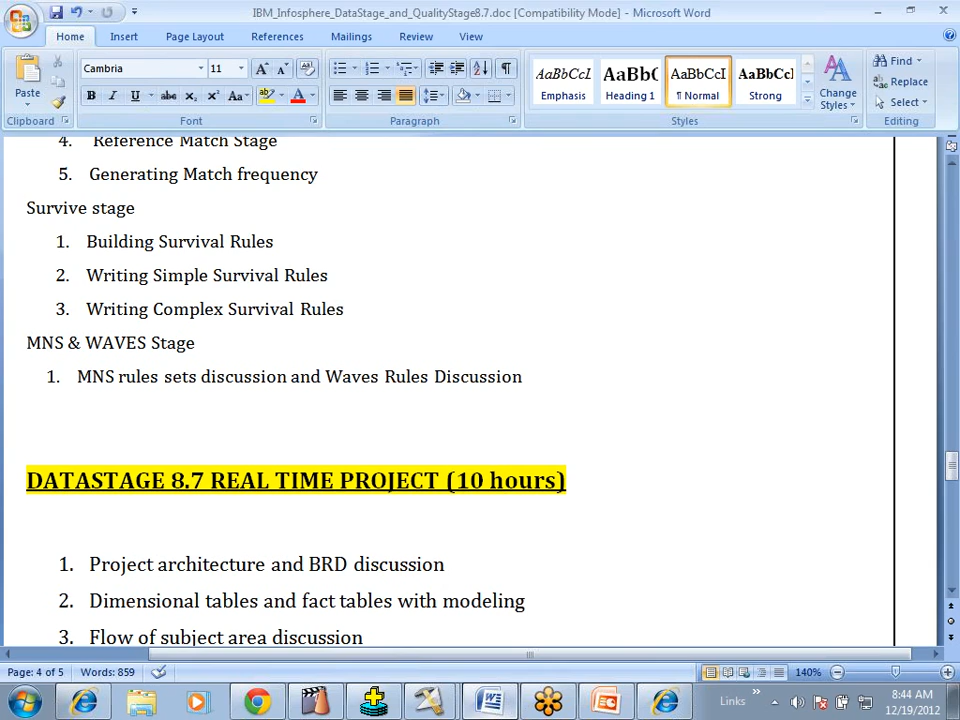 IBM_Infosphere_DataStage_and_QualityStage8.7.doc [Compatibility Mode] - Microsoft Word
Home Insert Page Layout References Mailings Review View
Paste
Clipboard
Cambria 11
B I U abc X₂ X² Aa
Font
Paragraph
AaBbCcI AaBbC AaBbCcI AaBbCcI
Emphasis Heading 1 ¶ Normal Strong
Change Styles
Styles
Find
Replace
Select
Editing
4. Reference Match Stage
5. Generating Match frequency
Survive stage
1. Building Survival Rules
2. Writing Simple Survival Rules
3. Writing Complex Survival Rules
MNS & WAVES Stage
1. MNS rules sets discussion and Waves Rules Discussion
DATASTAGE 8.7 REAL TIME PROJECT (10 hours)
1. Project architecture and BRD discussion
2. Dimensional tables and fact tables with modeling
3. Flow of subject area discussion
Page: 4 of 5 Words: 859 140%
Links 8:44 AM
12/19/2012